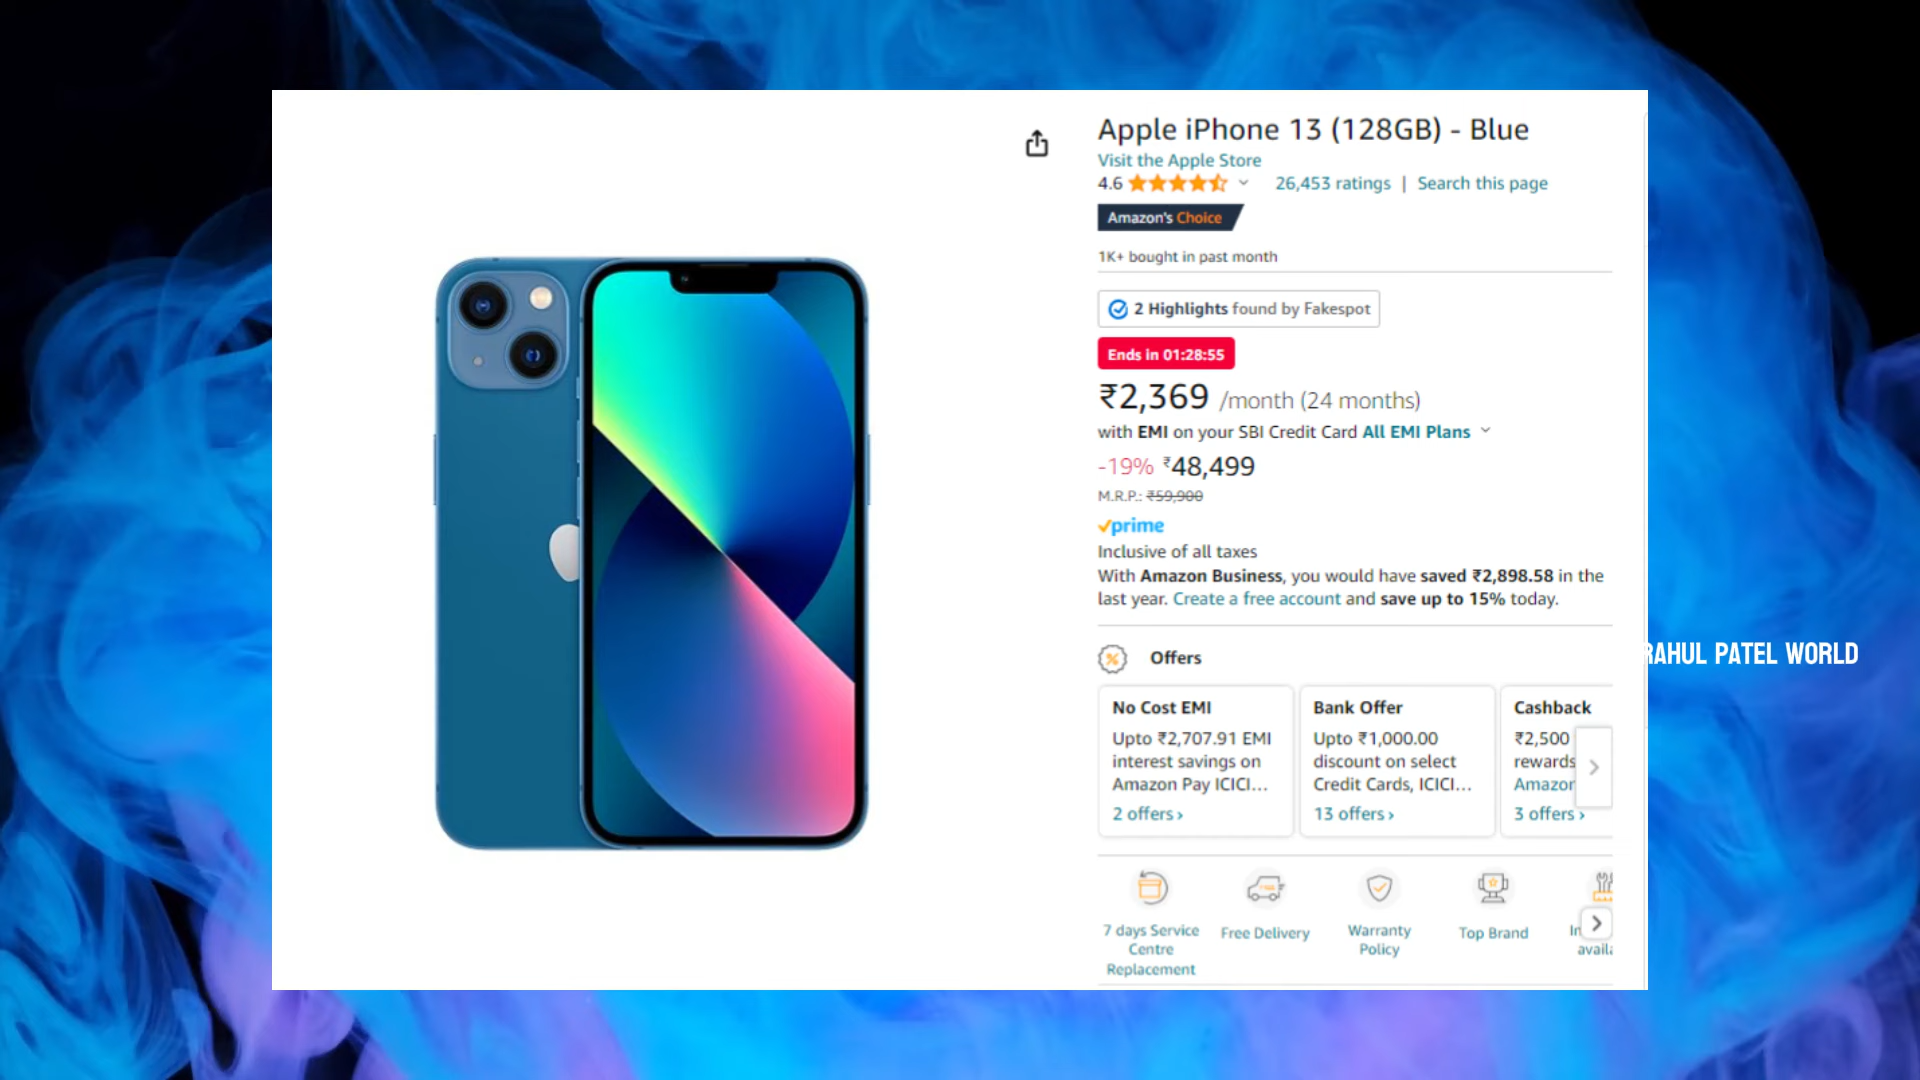 Apple iPhone 13 (128GB) - Blue
Visit the Apple Store
4.6 26,453 ratings | Search this page
Amazon's Choice
1K+ bought in past month
2 Highlights found by Fakespot
Ends in 01:28:55
₹2,369 /month (24 months)
with EMI on your SBI Credit Card All EMI Plans
-19% ₹48,499
M.R.P.: ₹59,900
prime
Inclusive of all taxes
With Amazon Business, you would have saved ₹2,898.58 in the
last year. Create a free account and save up to 15% today.
RAHUL PATEL WORLD
Offers
No Cost EMI
Upto ₹2,707.91 EMI
interest savings on
Amazon Pay ICICI...
2 offers ›
Bank Offer
Upto ₹1,000.00
discount on select
Credit Cards, ICICI...
13 offers ›
Cashback
₹2,500
rewards
Amazon
3 offers ›
7 days Service
Centre
Replacement
Free Delivery
Warranty
Policy
Top Brand